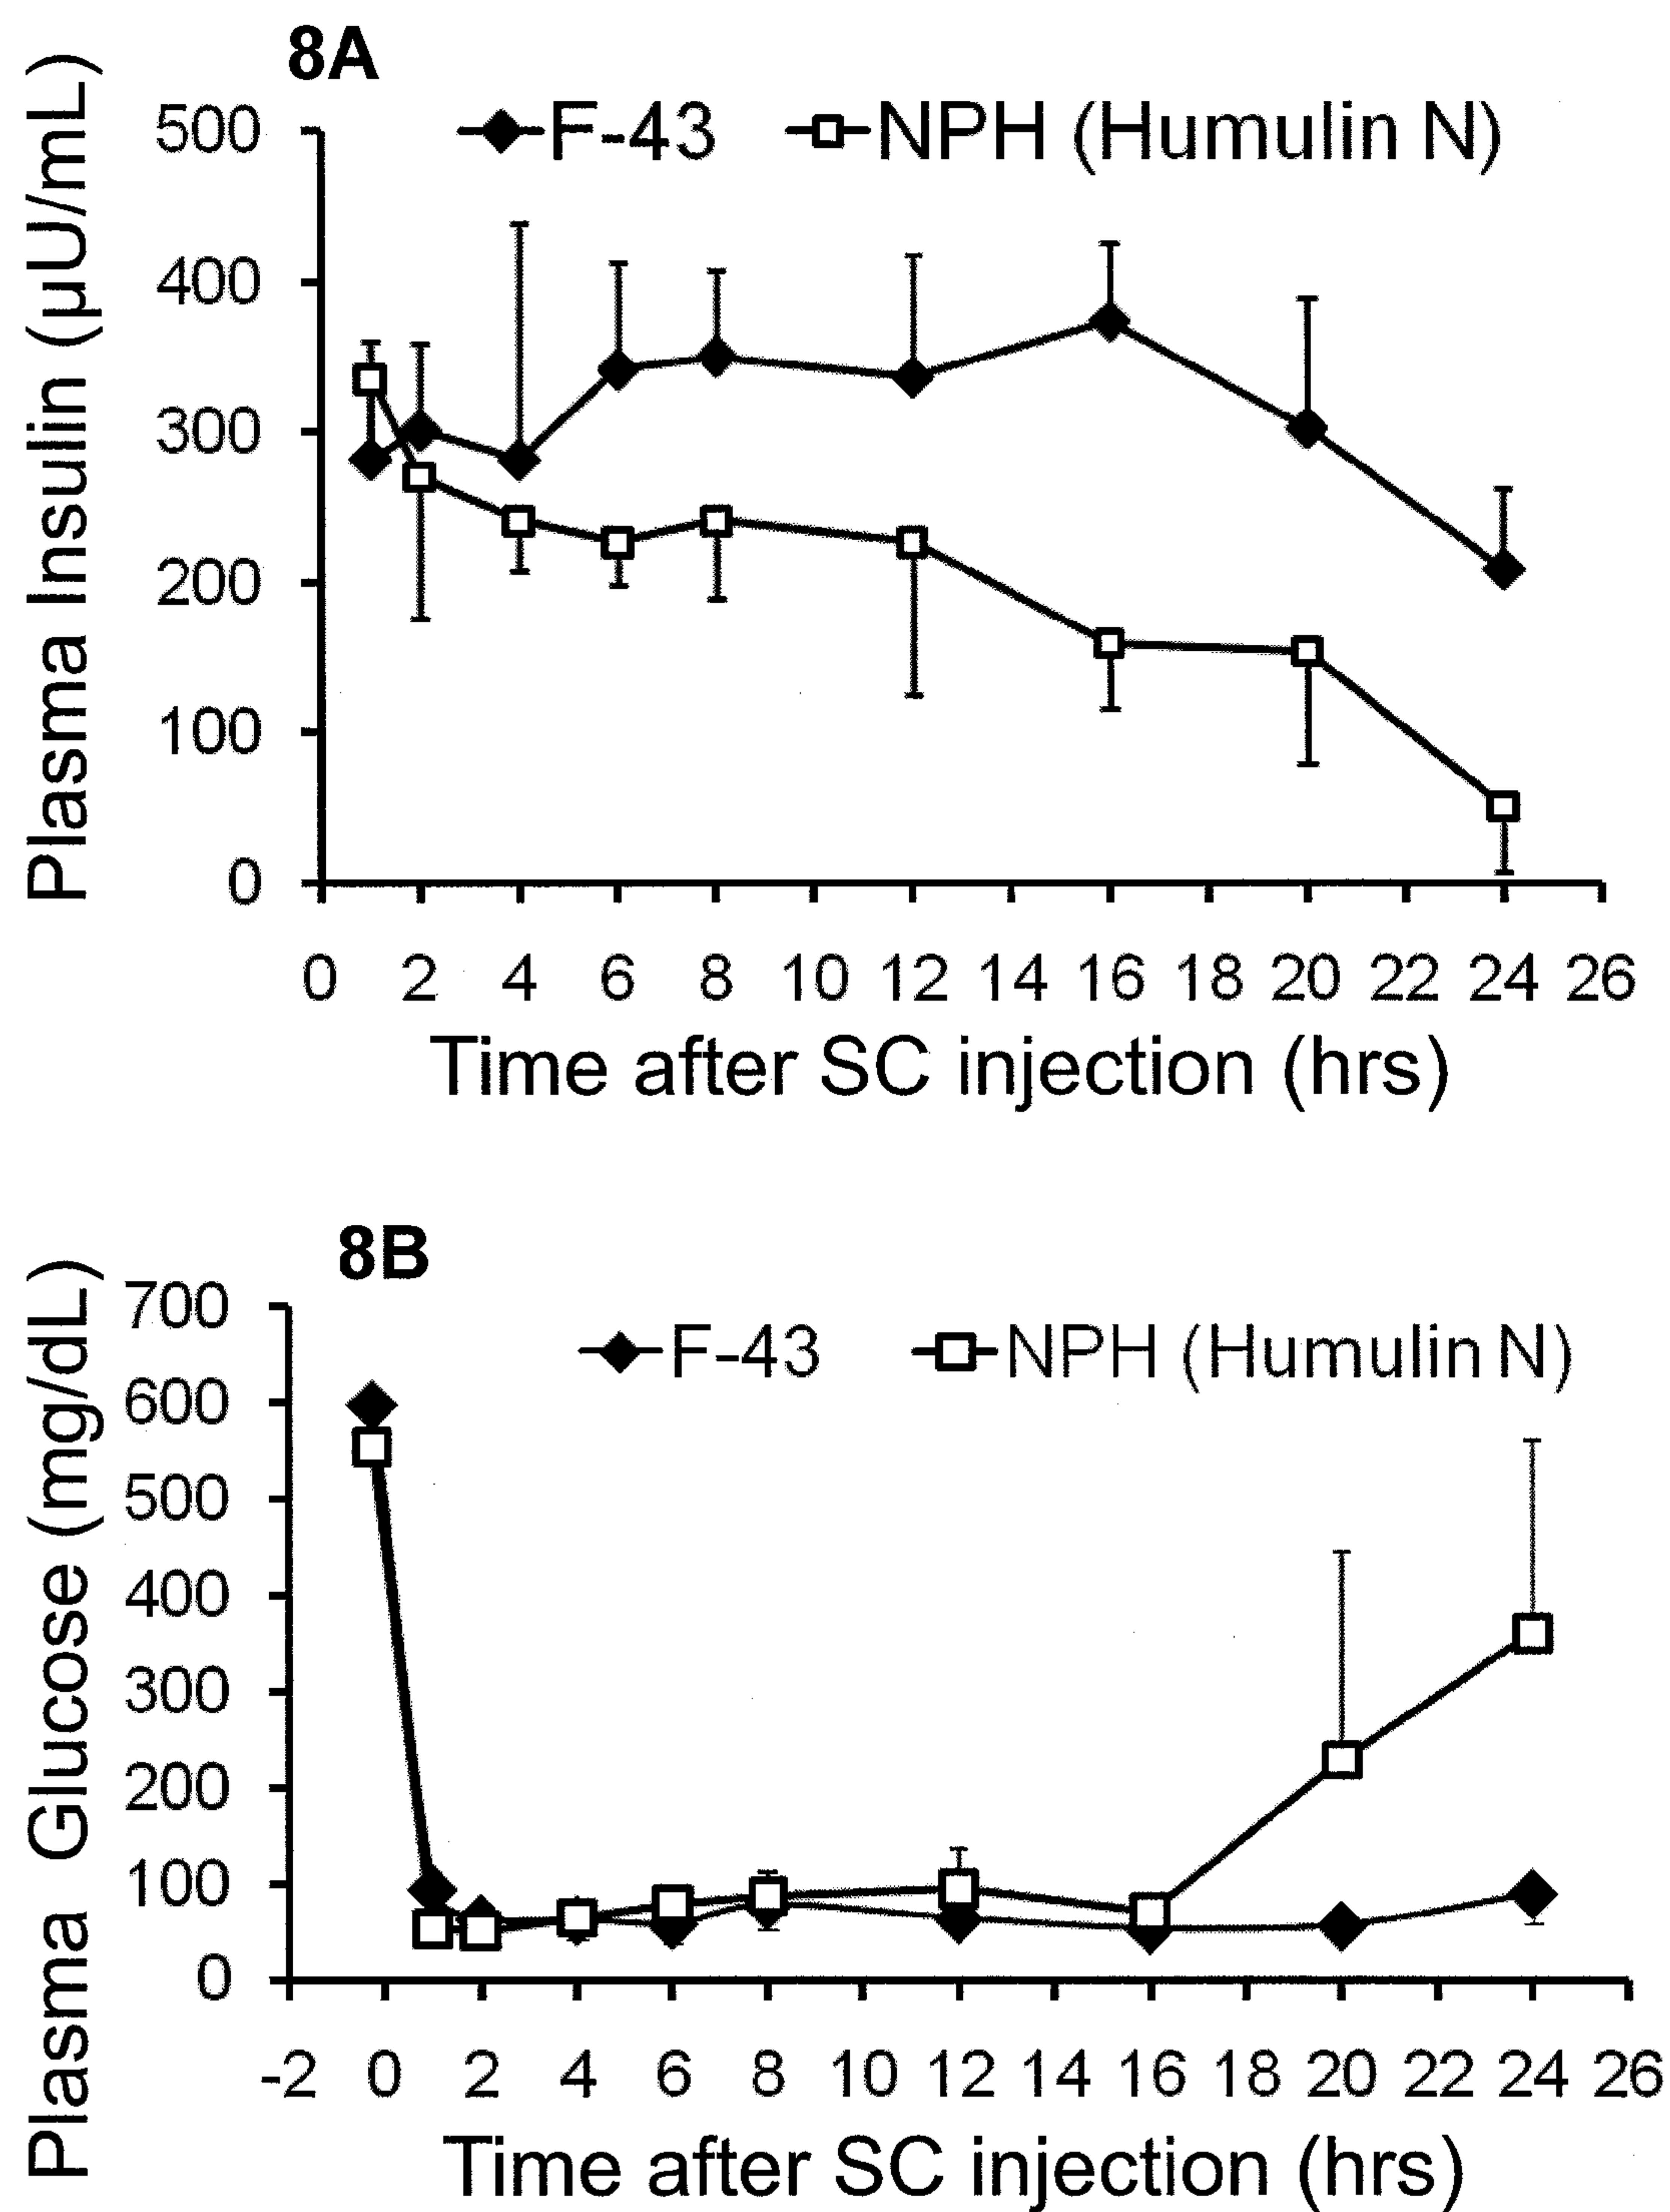 8A
Plasma Insulin (µU/mL)
F-43 NPH (Humulin N)
500
400
300
200
100
0
0 2 4 6 8 10 12 14 16 18 20 22 24 26
Time after SC injection (hrs)
8B
Plasma Glucose (mg/dL)
F-43 NPH (Humulin N)
700
600
500
400
300
200
100
0
-2 0 2 4 6 8 10 12 14 16 18 20 22 24 26
Time after SC injection (hrs)